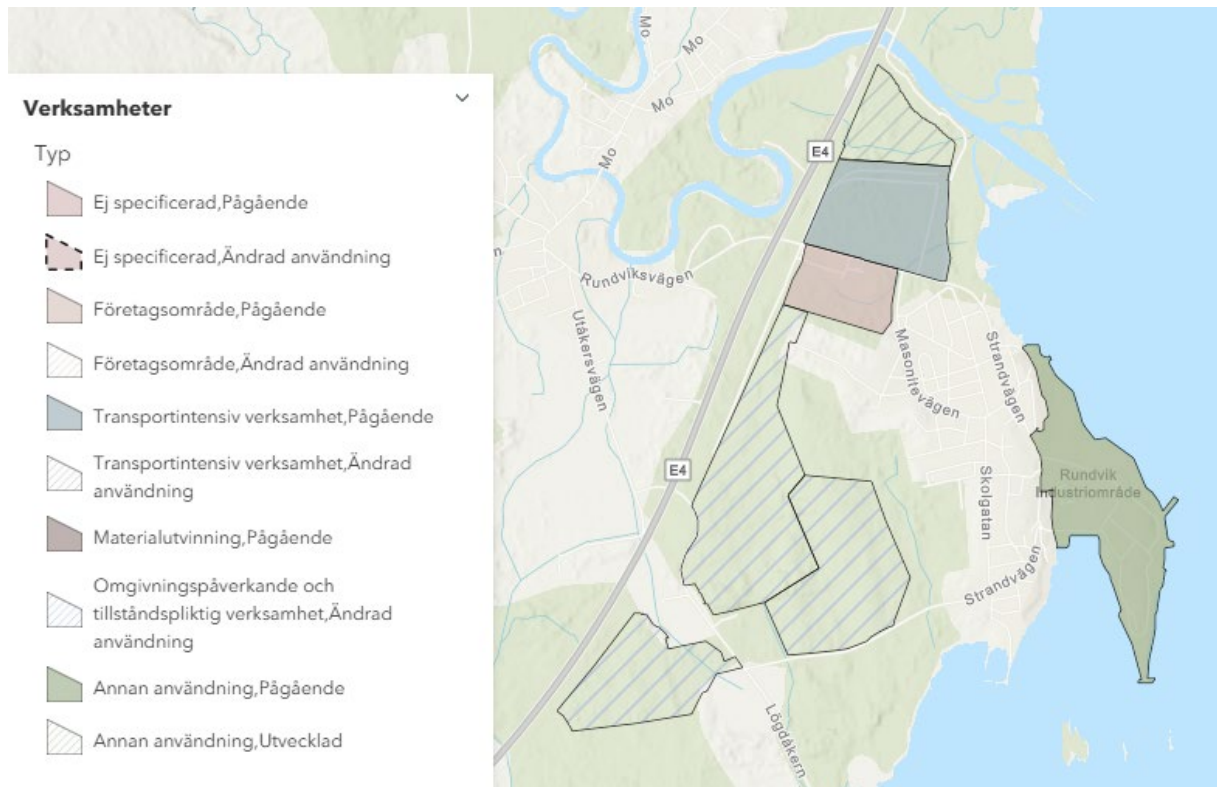 Verksamheter
Typ
Ej specificerad,Pågående
Ej specificerad,Ändrad användning
Företagsområde,Pågående
Företagsområde,Ändrad användning
Transportintensiv verksamhet,Pågående
Transportintensiv verksamhet,Ändrad
användning
Materialutvinning,Pågående
Omgivningspåverkande och
tillståndspliktig verksamhet,Ändrad
användning
Annan användning,Pågående
Annan användning,Utvecklad
Mo
Mo
Mo
Mo
E4
n
Rundviksvägen
Utåkersvägen
Masonitevägen
Strandvägen
E4
Skolgatan
Rundvik
Industriområde
Strandvägen
Lögdåkern